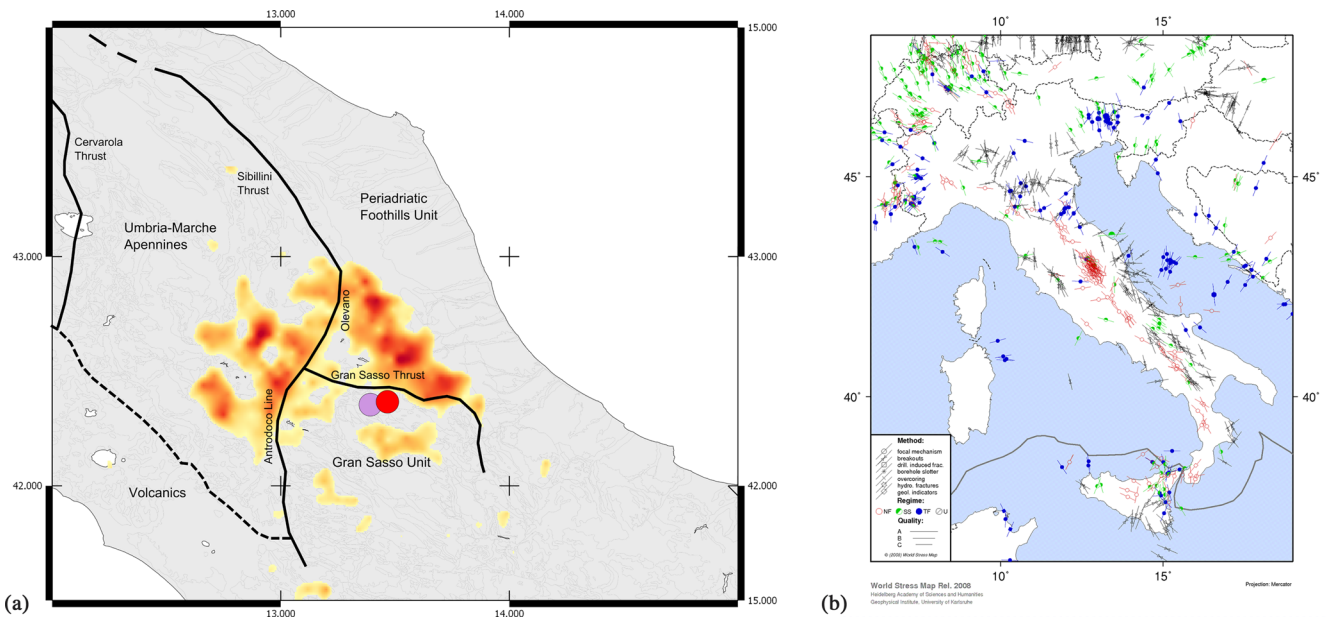 13.000
14.000
15.000
Cervarola
Thrust
Sibillini
Thrust
Periadriatic
Foothills Unit
Umbria-Marche
Apennines
43.000
43.000
Olevano
Gran Sasso Thrust
Antrodoco Line
Gran Sasso Unit
42.000
42.000
Volcanics
15.000
13.000
14.000
(a)
10°
15°
45°
45°
40°
40°
Method:
focal mechanism
breakouts
drill. induced frac.
borehole slotter
overcoring
hydro. fractures
geol. indicators
Regime:
NF SS TF U
Quality:
A
B
C
© (2008) World Stress Map
10°
15°
World Stress Map Rel. 2008
Heidelberg Academy of Sciences and Humanities
Geophysical Institute, University of Karlsruhe
Projection: Mercator
(b)